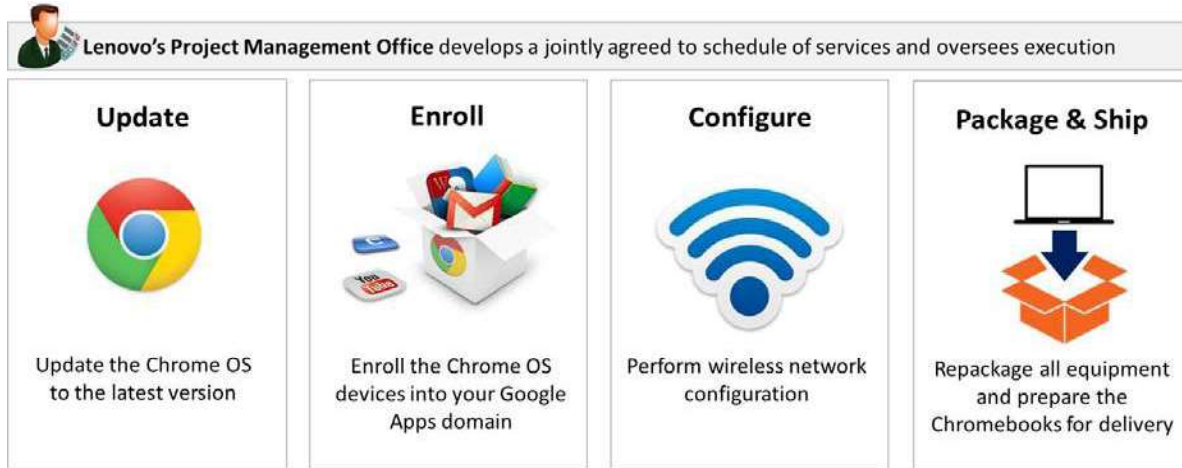 Lenovo's Project Management Office develops a jointly agreed to schedule of services and oversees execution
Update
Update the Chrome OS
to the latest version
Enroll
C
W
You
Tube
Enroll the Chrome OS
devices into your Google
Apps domain
Configure
Perform wireless network
configuration
Package & Ship
Repackage all equipment
and prepare the
Chromebooks for delivery